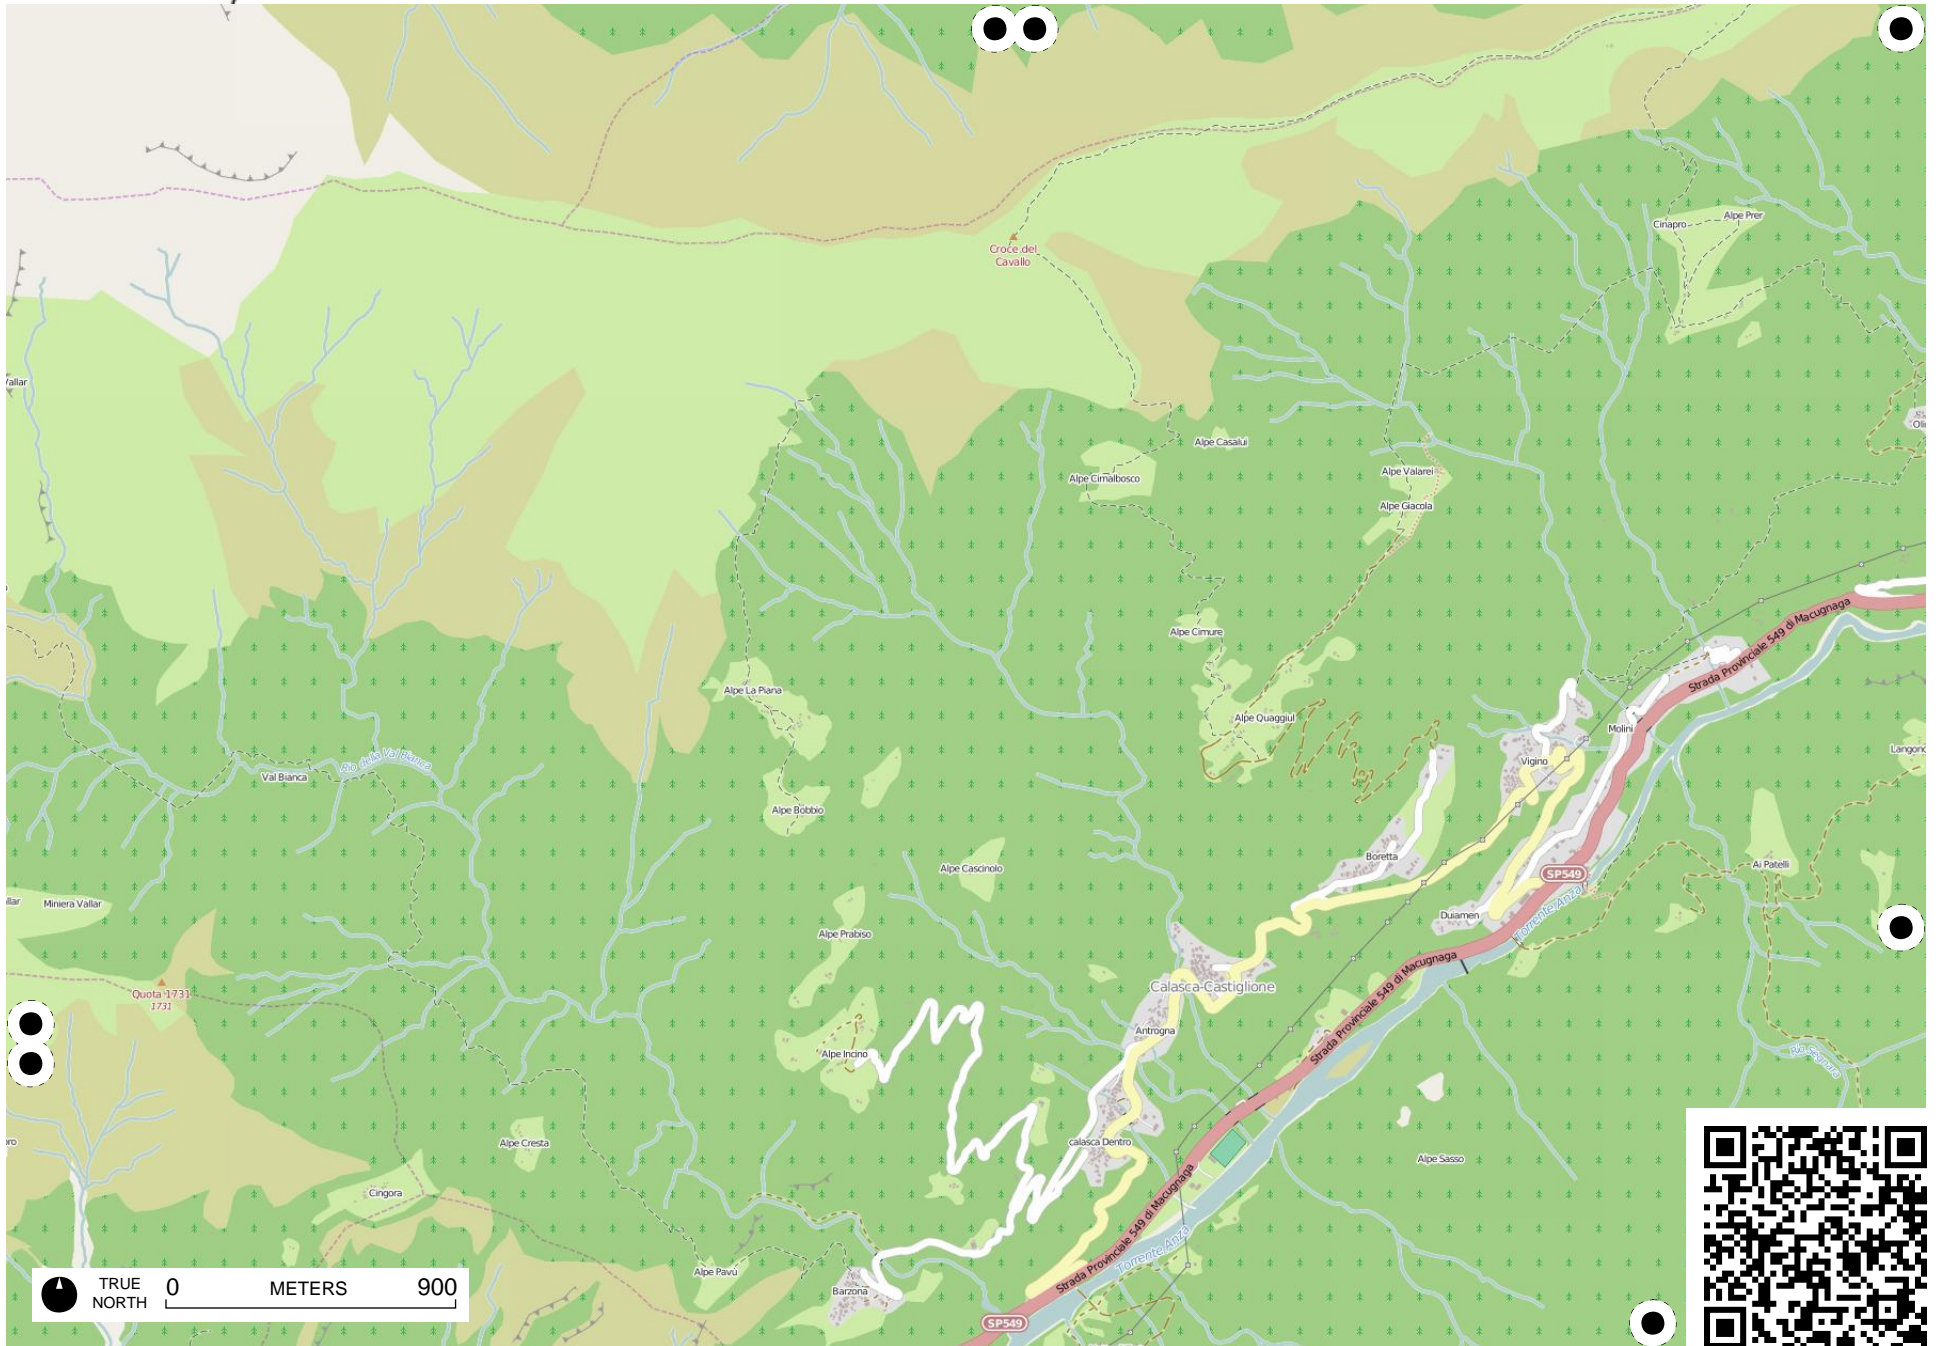 Croce del
Cavallo
Cinapro
Alpe Prer
Vallar
Alpe Casalui
Alpe Cimalbosco
Alpe Valarei
Alpe Giacola
Alpe Cimure
Alpe La Piana
Alpe Quaggiul
Strada Provinciale 549 di Macugnaga
Molini
Vigino
Val Bianca
Rio della Val Bianca
Alpe Bobbio
Boretta
Alpe Cascinolo
Ai Patelli
SP549
Miniera Vallar
Duiamen
Torrente Anza
Alpe Prabiso
Strada Provinciale 549 di Macugnaga
Quota 1731
1731
Calasca-Castiglione
Antrogna
Alpe Incino
Rio Segnara
Alpe Cresta
calasca Dentro
Alpe Sasso
Cingora
Strada Provinciale 549 di Macugnaga
Torrente Anza
Alpe Pavù
Barzona
SP549
TRUE
NORTH
0 METERS 900